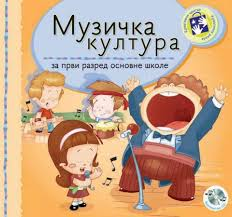 Музичка
култура
за први разред основне школе